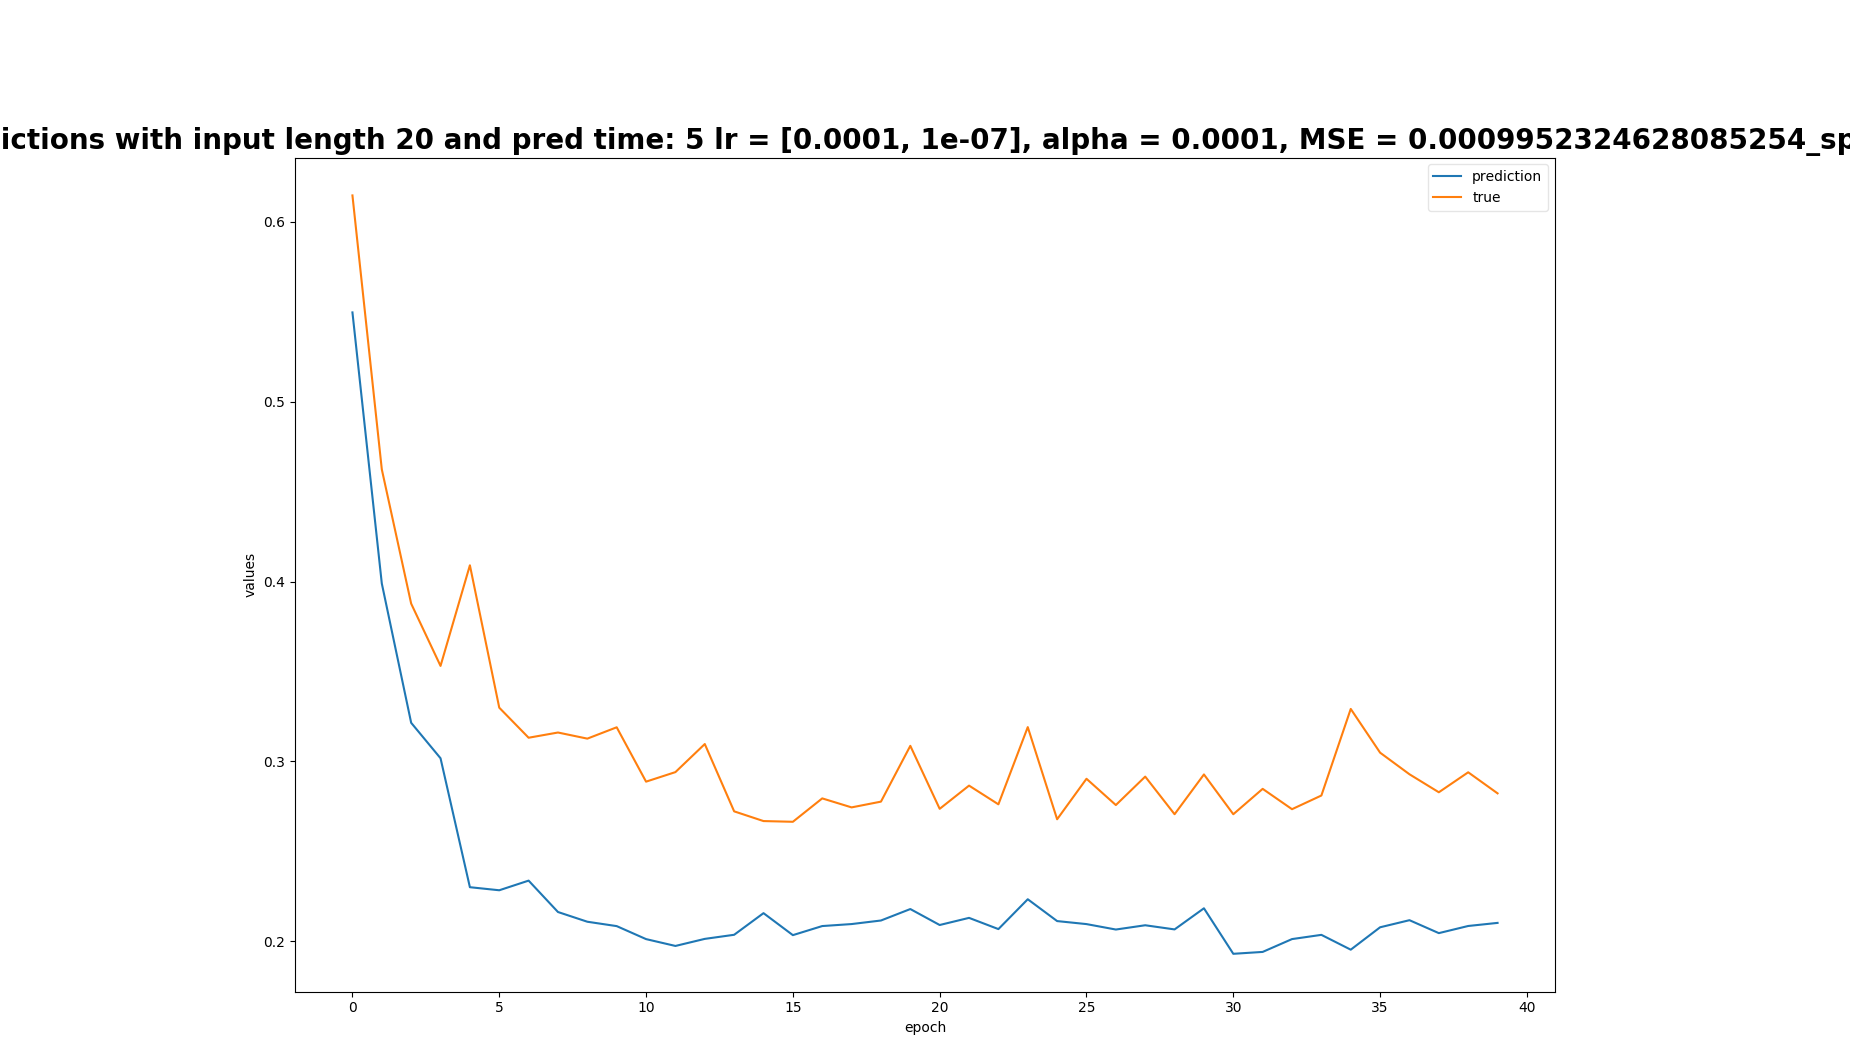 ictions with input length 20 and pred time: 5 lr = [0.0001, 1e-07], alpha = 0.0001, MSE = 0.0009952324628085254_sp
prediction
true
0.6
0.5
0.4
0.3
0.2
values
0 5 10 15 20 25 30 35 40
epoch